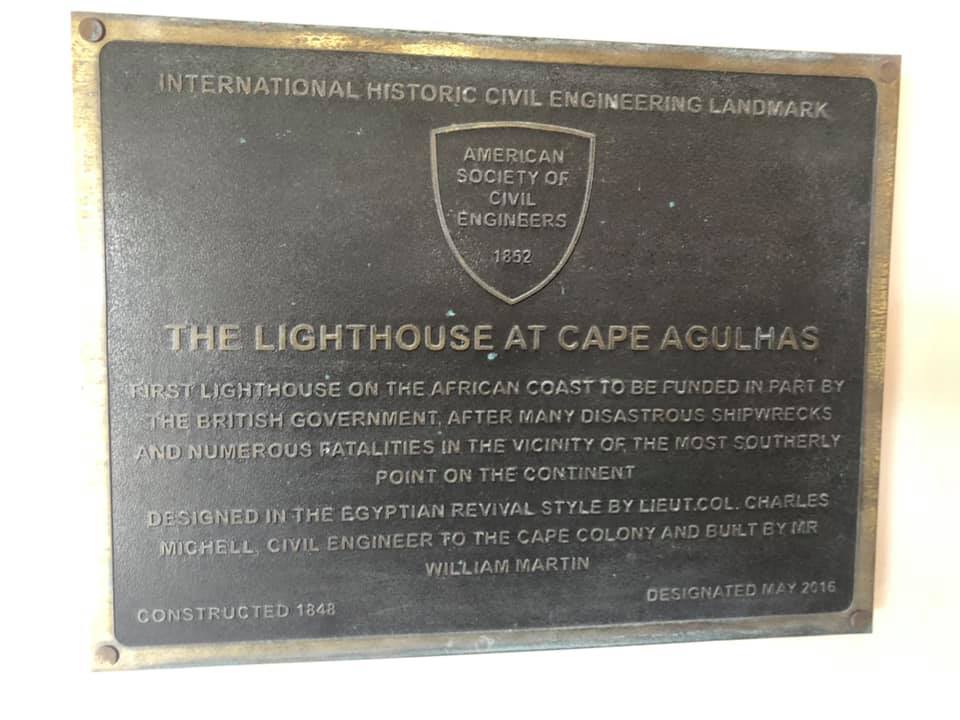 INTERNATIONAL HISTORIC CIVIL ENGINEERING LANDMARK
AMERICAN
SOCIETY OF
CIVIL
ENGINEERS
1852
THE LIGHTHOUSE AT CAPE AGULHAS
FIRST LIGHTHOUSE ON THE AFRICAN COAST TO BE FUNDED IN PART BY
THE BRITISH GOVERNMENT, AFTER MANY DISASTROUS SHIPWRECKS
AND NUMEROUS FATALITIES IN THE VICINITY OF THE MOST SOUTHERLY
POINT ON THE CONTINENT
DESIGNED IN THE EGYPTIAN REVIVAL STYLE BY LIEUT.COL. CHARLES
MICHELL, CIVIL ENGINEER TO THE CAPE COLONY AND BUILT BY MR
WILLIAM MARTIN
CONSTRUCTED 1848
DESIGNATED MAY 2016